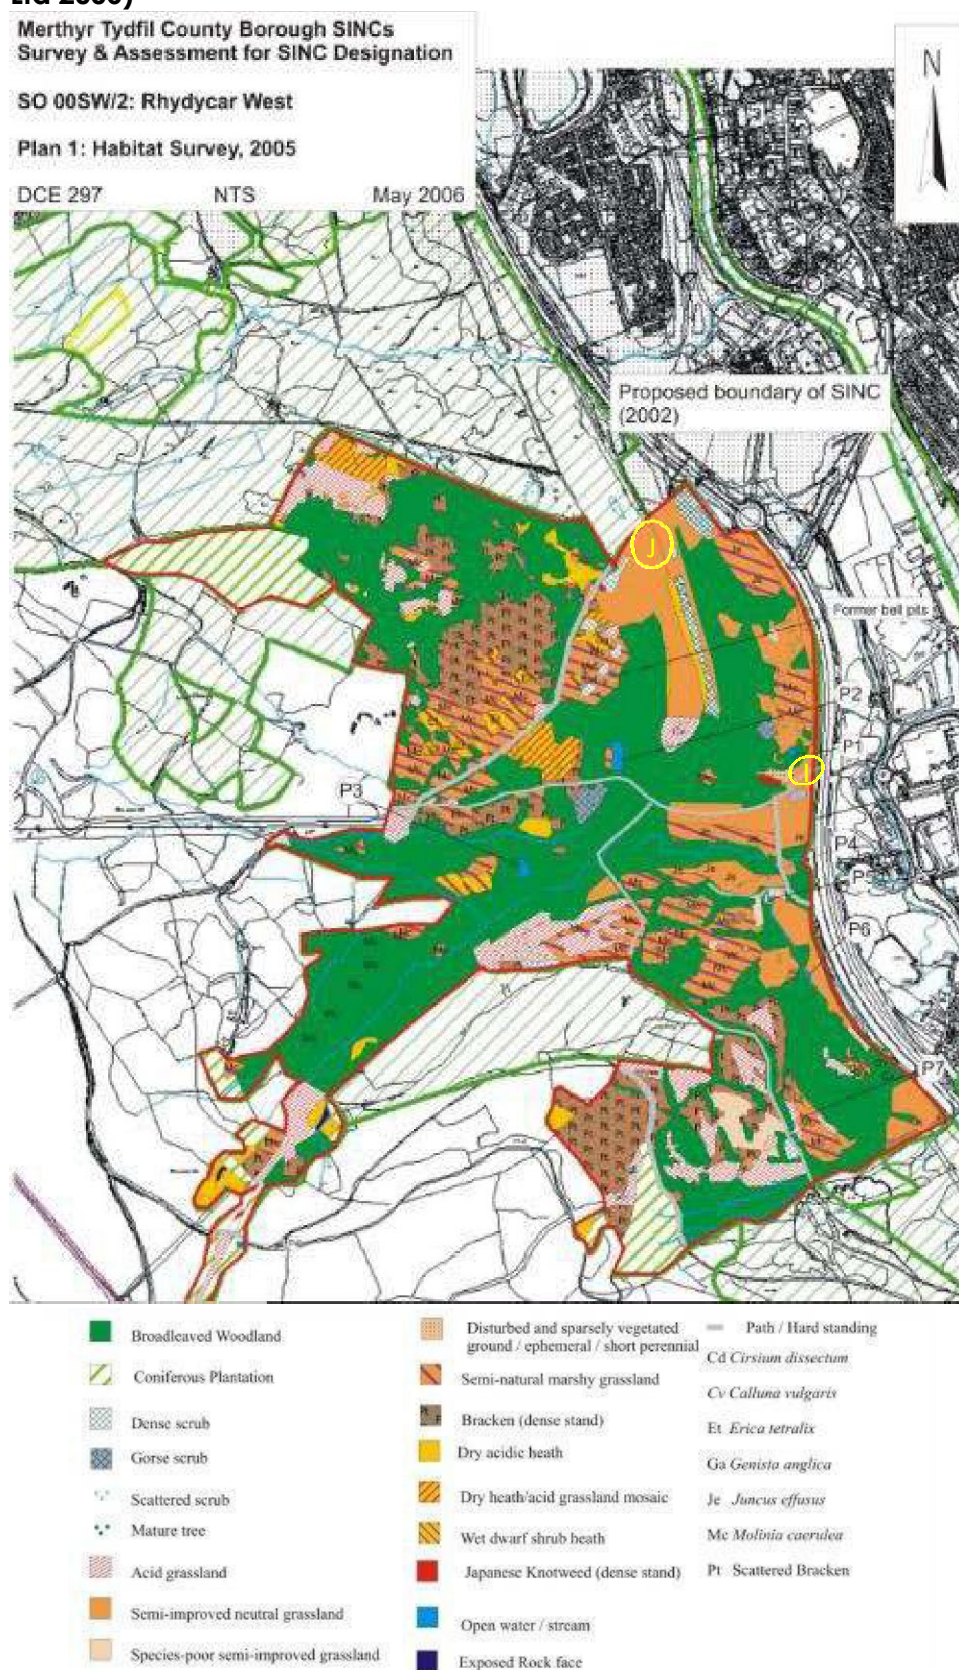 Merthyr Tydfil County Borough SINCs
Survey & Assessment for SINC Designation
SO 00SW/2: Rhydycar West
Plan 1: Habitat Survey, 2005
DCE 297 NTS May 2006
N
Proposed boundary of SINC
(2002)
J
Former bell pits
P2
P1
I
P3
P4
P5
P6
P7
Broadleaved Woodland
Coniferous Plantation
Dense scrub
Gorse scrub
Scattered scrub
Mature tree
Acid grassland
Semi-improved neutral grassland
Species-poor semi-improved grassland
Disturbed and sparsely vegetated
ground / ephemeral / short perennial
Semi-natural marshy grassland
Bracken (dense stand)
Dry acidic heath
Dry heath/acid grassland mosaic
Wet dwarf shrub heath
Japanese Knotweed (dense stand)
Open water / stream
Exposed Rock face
Path / Hard standing
Cd Cirsium dissectum
Cv Calluna vulgaris
Et Erica tetralix
Ga Genista anglica
Je Juncus effusus
Mc Molinia caerulea
Pt Scattered Bracken